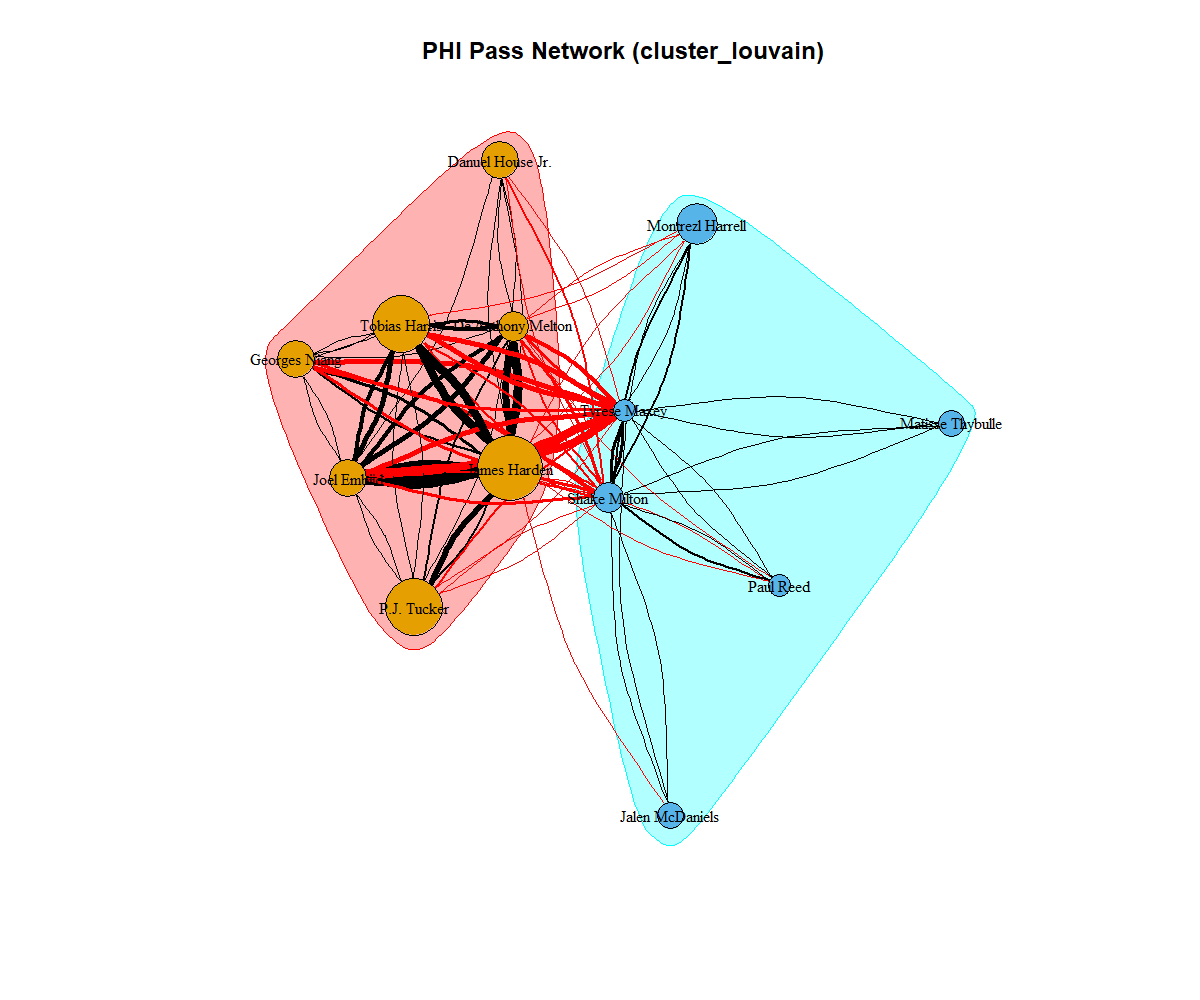 PHI Pass Network (cluster_louvain)
Danuel House Jr.
Montrezl Harrell
Tobias Harris
De'Anthony Melton
Georges Niang
Tyrese Maxey
Matisse Thybulle
James Harden
Joel Embiid
Shake Milton
Paul Reed
P.J. Tucker
Jalen McDaniels